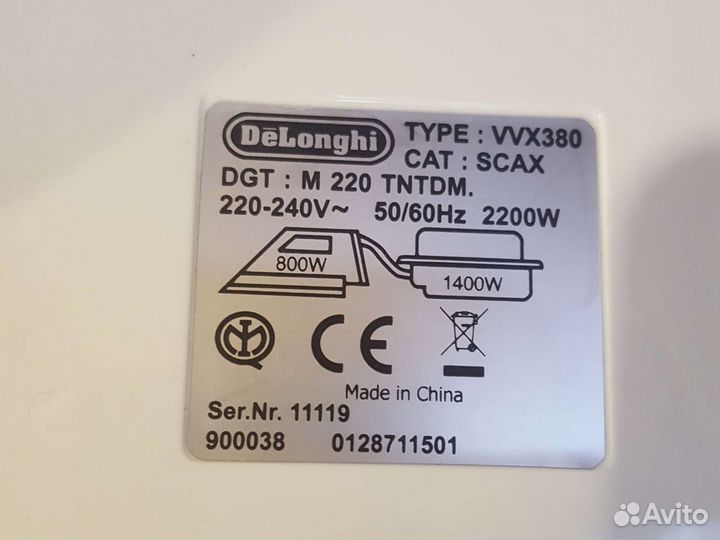 DēLonghi
TYPE : VVX380
CAT : SCAX
DGT : M 220 TNTDM.
220-240V~ 50/60Hz 2200W
800W
1400W
CE
Made in China
Ser.Nr. 11119
900038 0128711501
Avito